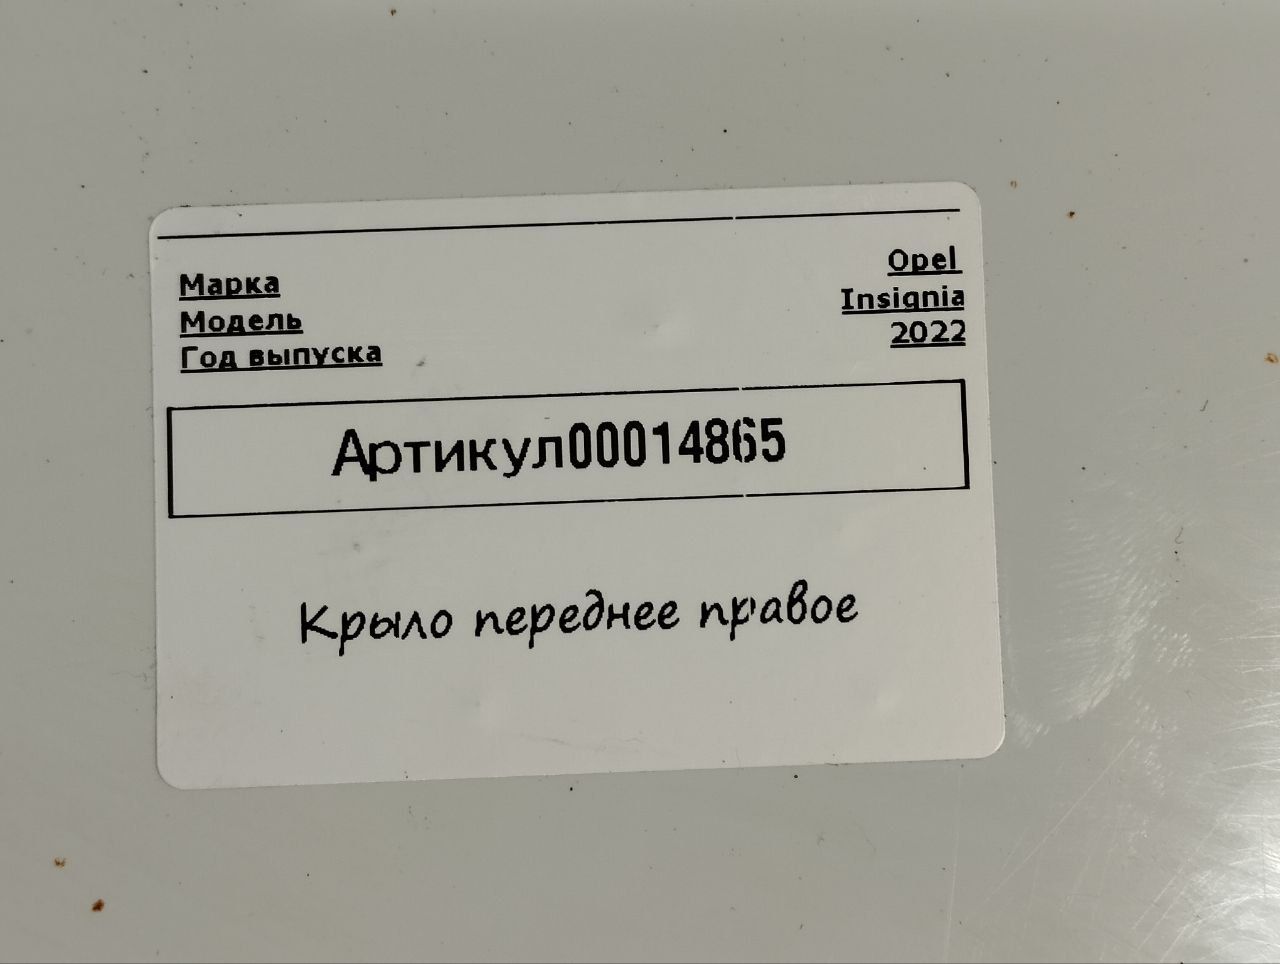 Марка Opel
Модель Insignia
Год выпуска 2022
Артикул00014865
Крыло переднее правое